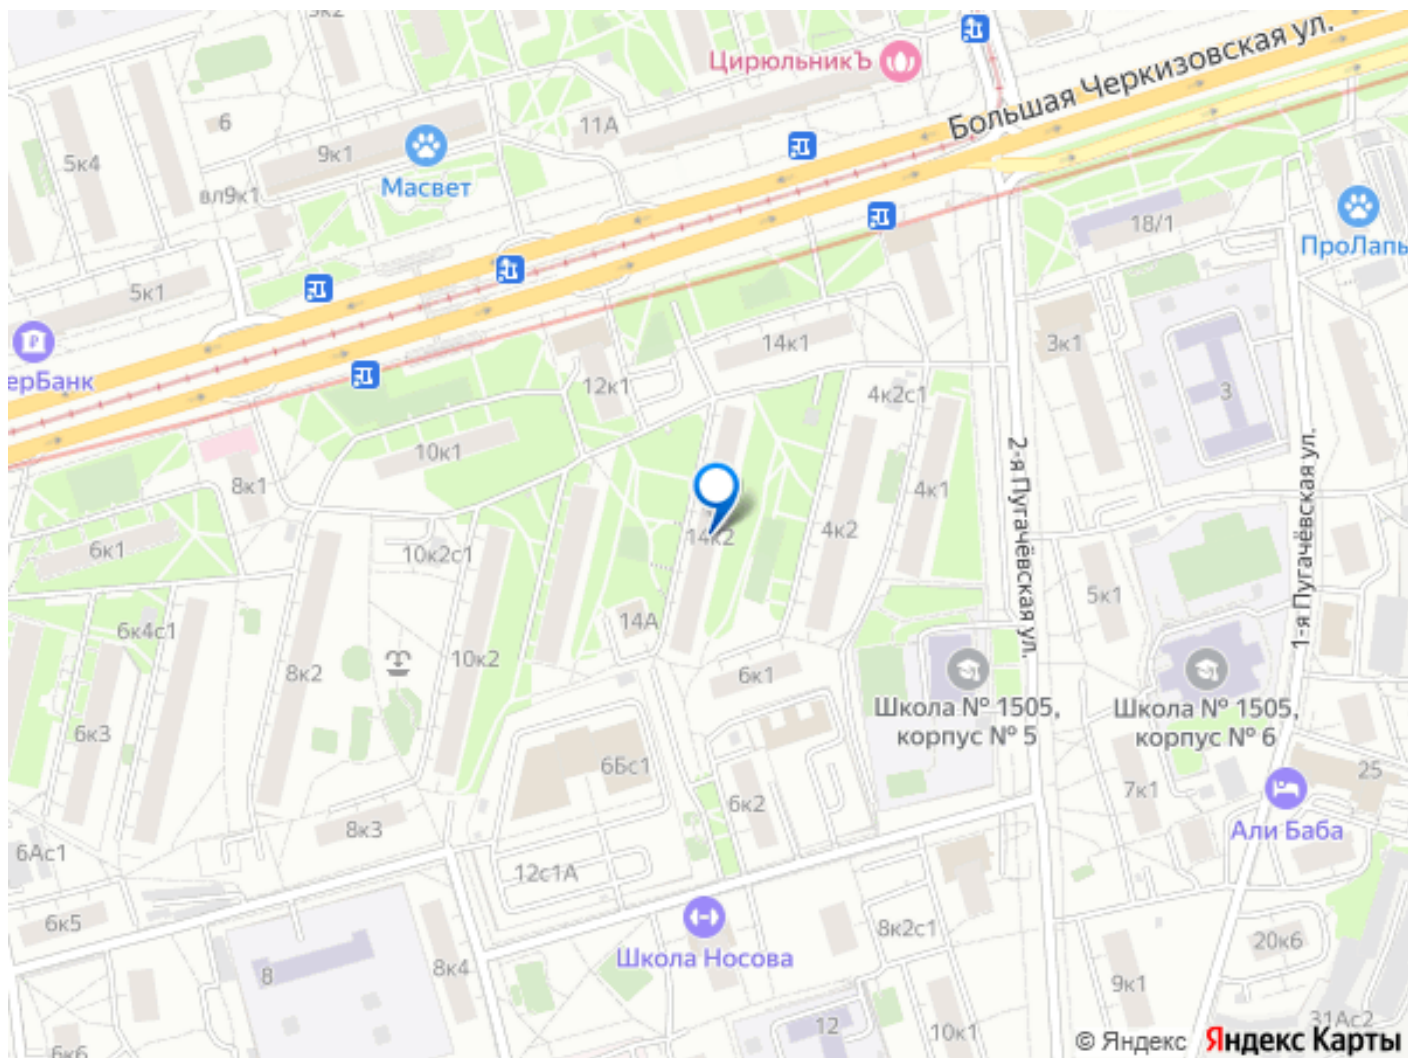 3к2
ЦирюльникЪ
Большая Черкизовская ул.
6
11А
5к4
9к1
Масвет
вл9к1
18/1
ПроЛапы
5к1
ерБанк
14к1
3к1
12к1
4к2с1
3
10к1
2-я Пугачёвская ул.
1-я Пугачёвская ул.
8к1
4к1
14к2
4к2
6к1
10к2с1
5к1
14А
6к4с1
10к2
8к2
6к1
Школа № 1505,
корпус № 5
Школа № 1505,
корпус № 6
6к3
6Бс1
25
7к1
6к2
8к3
Али Баба
6Ас1
12с1А
6к5
8к2с1
20к6
Школа Носова
8
8к4
9к1
31Ас2
12
10к1
6к6
© Яндекс Яндекс Карты